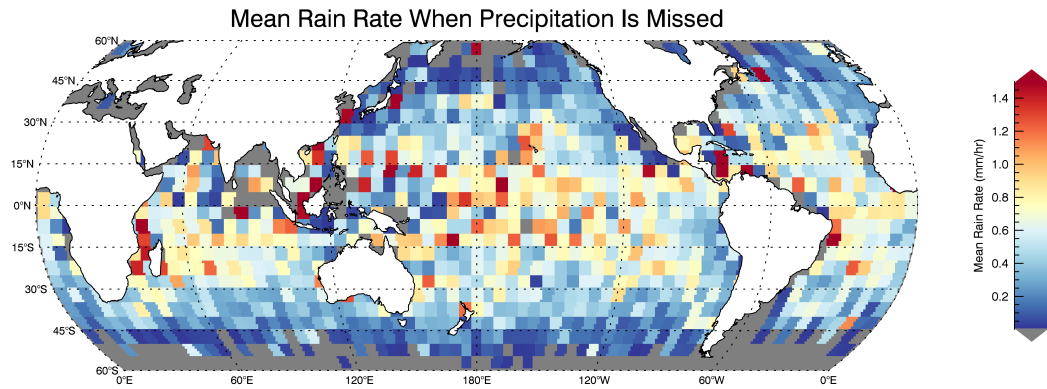 Mean Rain Rate When Precipitation Is Missed
60°N
45°N
30°N
15°N
0°N
15°S
30°S
45°S
60°S
0°E
60°E
120°E
180°E
120°W
60°W
0°E
1.4
1.2
1.0
0.8
0.6
0.4
0.2
Mean Rain Rate (mm/hr)